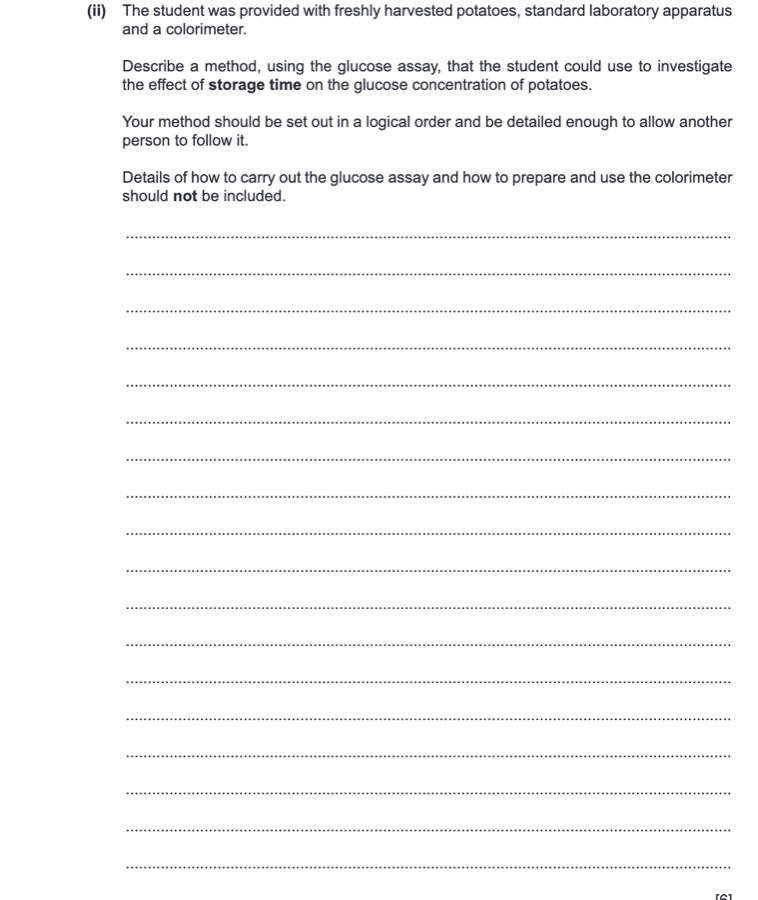 (ii) The student was provided with freshly harvested potatoes, standard laboratory apparatus
and a colorimeter.
Describe a method, using the glucose assay, that the student could use to investigate
the effect of storage time on the glucose concentration of potatoes.
Your method should be set out in a logical order and be detailed enough to allow another
person to follow it.
Details of how to carry out the glucose assay and how to prepare and use the colorimeter
should not be included.
[6]